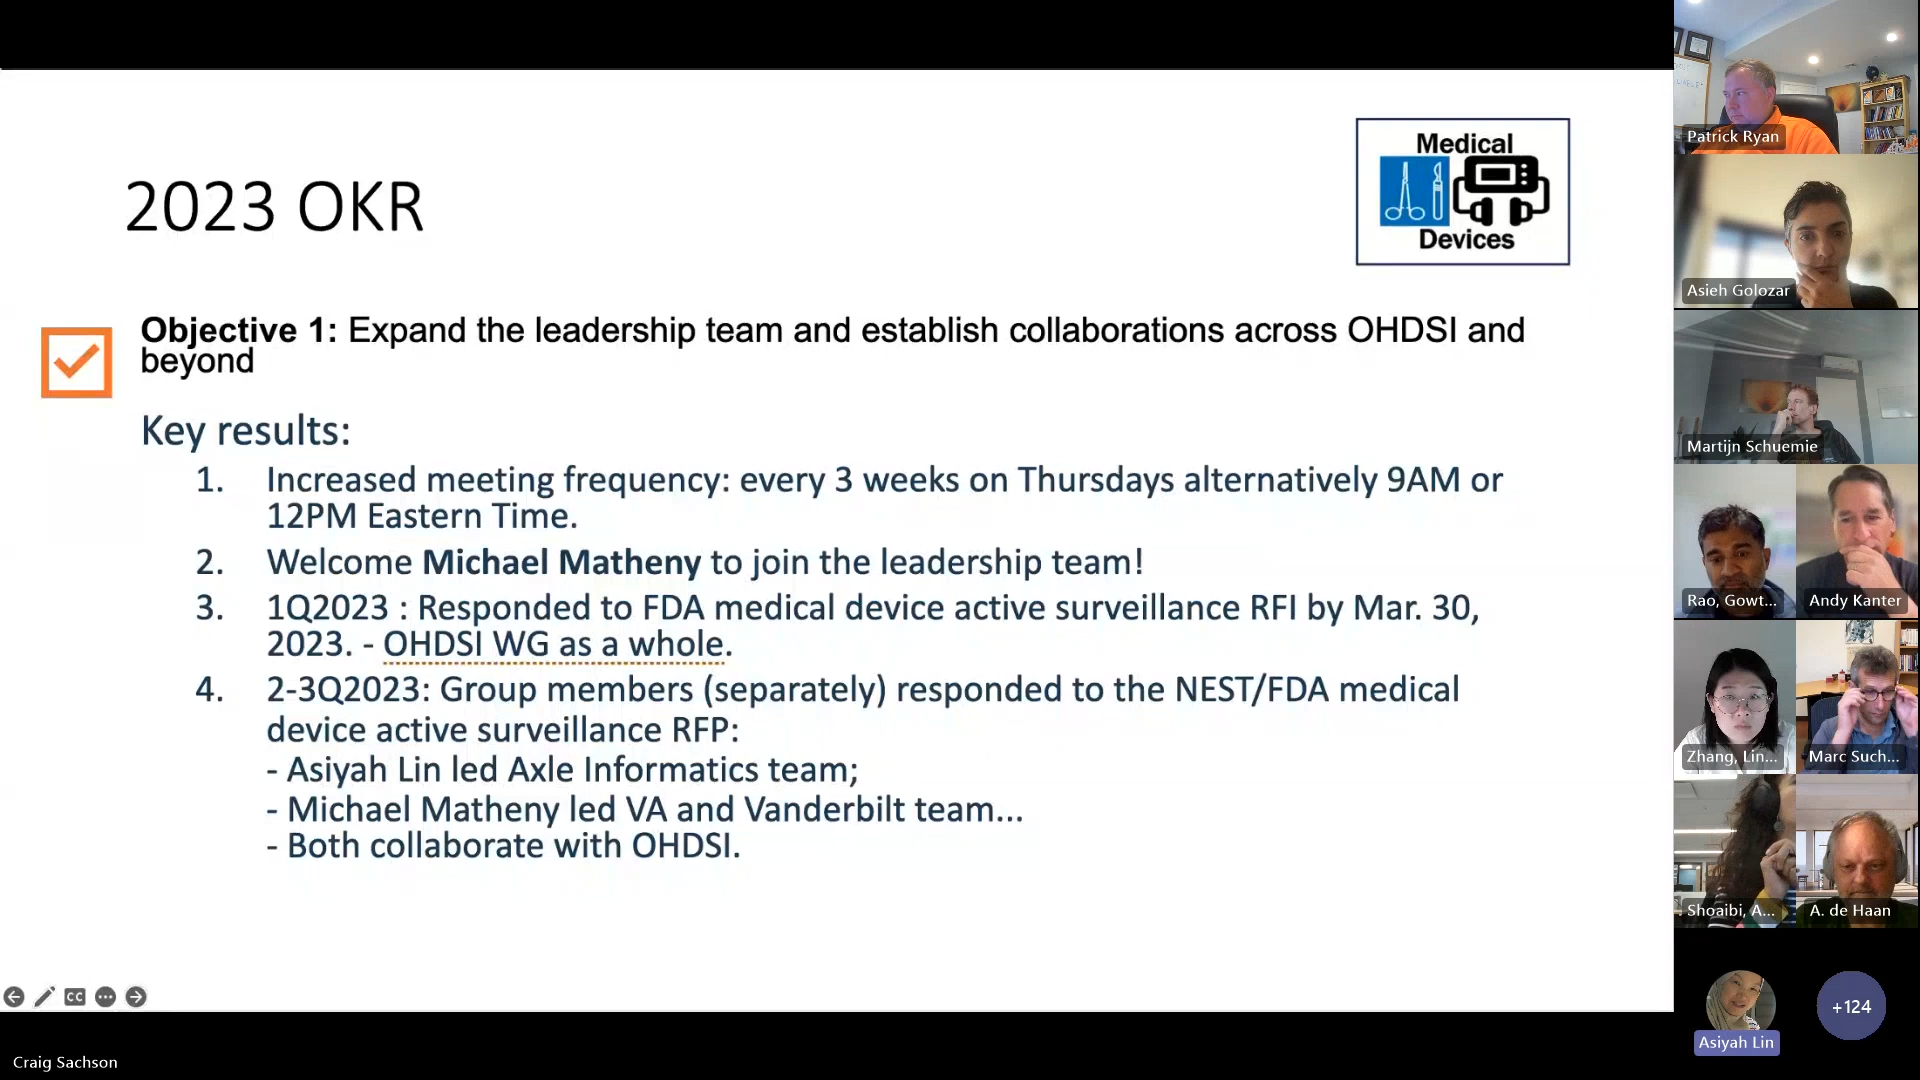 2023 OKR
Medical
Devices
Objective 1: Expand the leadership team and establish collaborations across OHDSI and
beyond
Key results:
1. Increased meeting frequency: every 3 weeks on Thursdays alternatively 9AM or
12PM Eastern Time.
2. Welcome Michael Matheny to join the leadership team!
3. 1Q2023 : Responded to FDA medical device active surveillance RFI by Mar. 30,
2023. - OHDSI WG as a whole.
4. 2-3Q2023: Group members (separately) responded to the NEST/FDA medical
device active surveillance RFP:
- Asiyah Lin led Axle Informatics team;
- Michael Matheny led VA and Vanderbilt team...
- Both collaborate with OHDSI.
CC
Craig Sachson
Patrick Ryan
Asieh Golozar
Martijn Schuemie
Rao, Gowt...
Andy Kanter
Zhang, Lin...
Marc Such...
Shoaibi, A...
A. de Haan
Asiyah Lin
+124